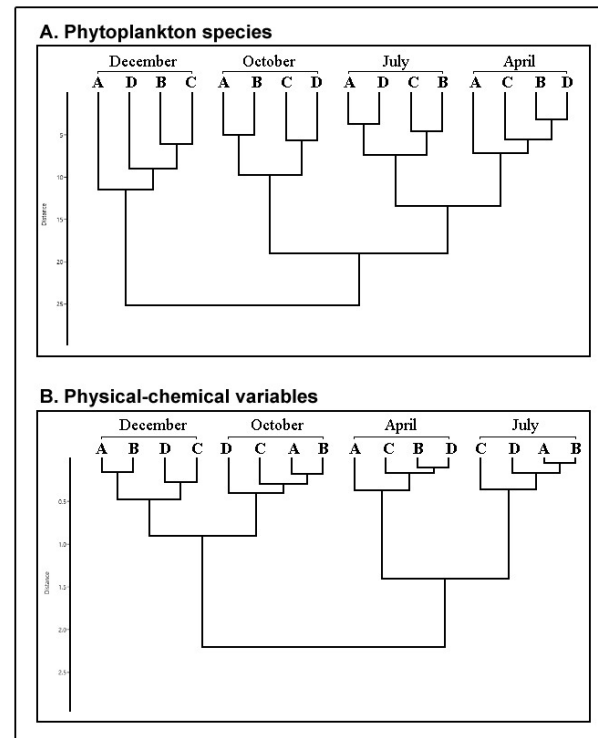 A. Phytoplankton species
December October July April
A D B C A B C D A D C B A C B D
5
10
15
20
25
Distance
B. Physical-chemical variables
December October April July
A B D C D C A B A C B D C D A B
0.5
1.0
1.5
2.0
2.5
Distance